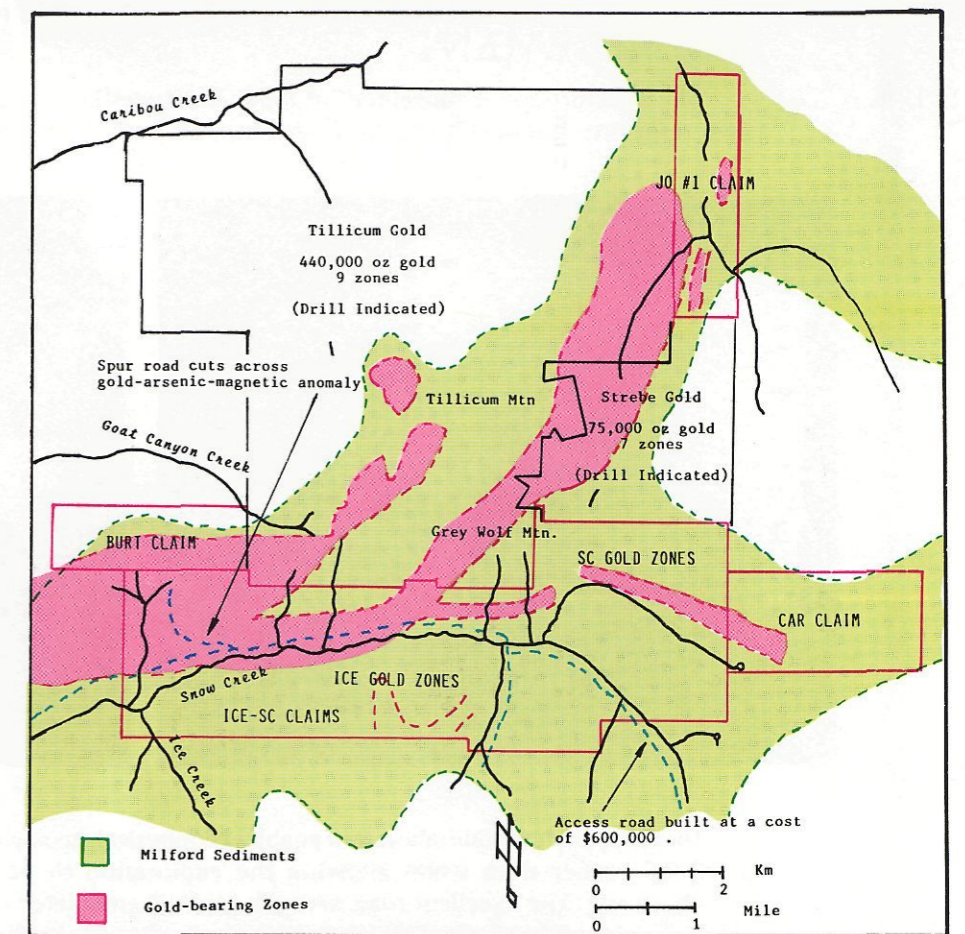 Caribou Creek
JO #1 CLAIM
Tillicum Gold
440,000 oz gold
9 zones
(Drill Indicated)
Spur road cuts across
gold-arsenic-magnetic anomaly
Tillicum Mtn
Strebe Gold
75,000 oz gold
7 zones
(Drill Indicated)
Goat Canyon Creek
Grey Wolf Mtn.
BURT CLAIM
SC GOLD ZONES
CAR CLAIM
Snow Creek
ICE GOLD ZONES
ICE-SC CLAIMS
Ice Creek
Access road built at a cost
of $600,000 .
Milford Sediments
Gold-bearing Zones
Km
0 2
Mile
0 1